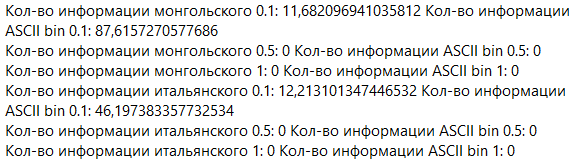 Кол-во информации монгольского 0.1: 11,682096941035812 Кол-во информации
ASCII bin 0.1: 87,6157270577686
Кол-во информации монгольского 0.5: 0 Кол-во информации ASCII bin 0.5: 0
Кол-во информации монгольского 1: 0 Кол-во информации ASCII bin 1: 0
Кол-во информации итальянского 0.1: 12,213101347446532 Кол-во информации
ASCII bin 0.1: 46,197383357732534
Кол-во информации итальянского 0.5: 0 Кол-во информации ASCII bin 0.5: 0
Кол-во информации итальянского 1: 0 Кол-во информации ASCII bin 1: 0